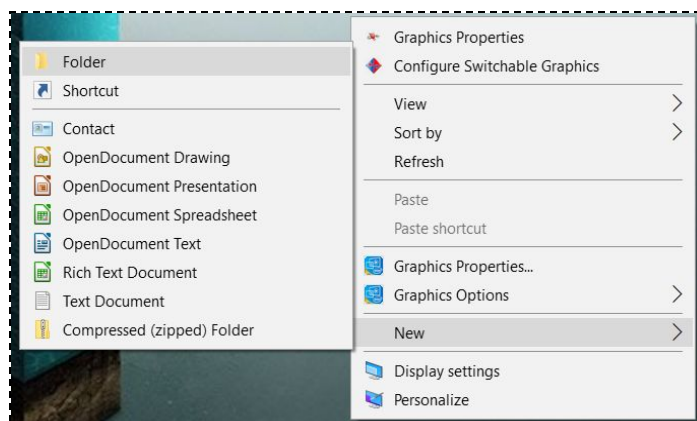 Folder
Shortcut
Contact
OpenDocument Drawing
OpenDocument Presentation
OpenDocument Spreadsheet
OpenDocument Text
Rich Text Document
Text Document
Compressed (zipped) Folder
Graphics Properties
Configure Switchable Graphics
View
Sort by
Refresh
Paste
Paste shortcut
Graphics Properties...
Graphics Options
New
Display settings
Personalize